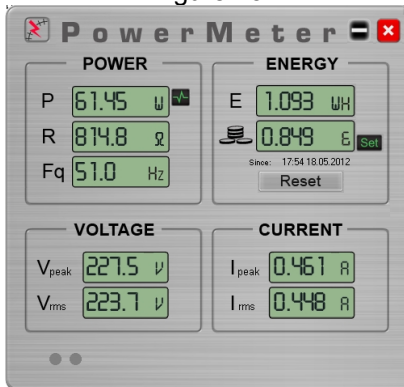 PowerMeter
POWER
P 61.45 W
R 814.8 Ω
Fq 51.0 Hz
ENERGY
E 1.093 WH
0.849 €
Set
Since: 17:54 18.05.2012
Reset
VOLTAGE
Vpeak 227.5 V
Vrms 223.7 V
CURRENT
Ipeak 0.461 A
Irms 0.448 A